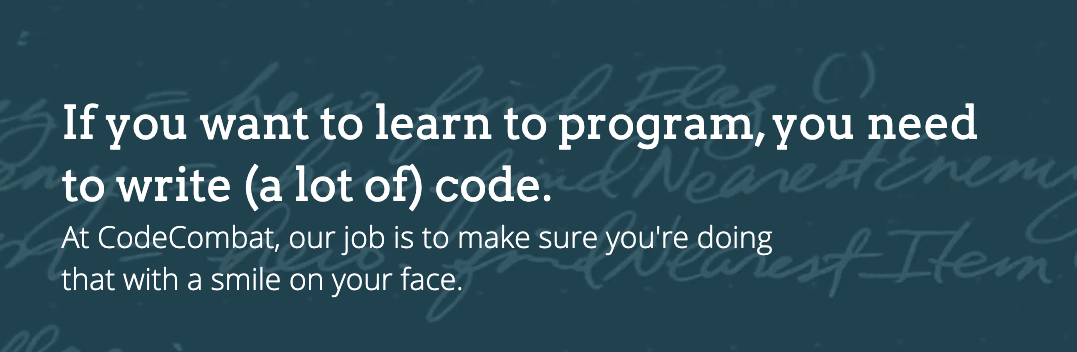 If you want to learn to program, you need
to write (a lot of) code.
At CodeCombat, our job is to make sure you're doing
that with a smile on your face.